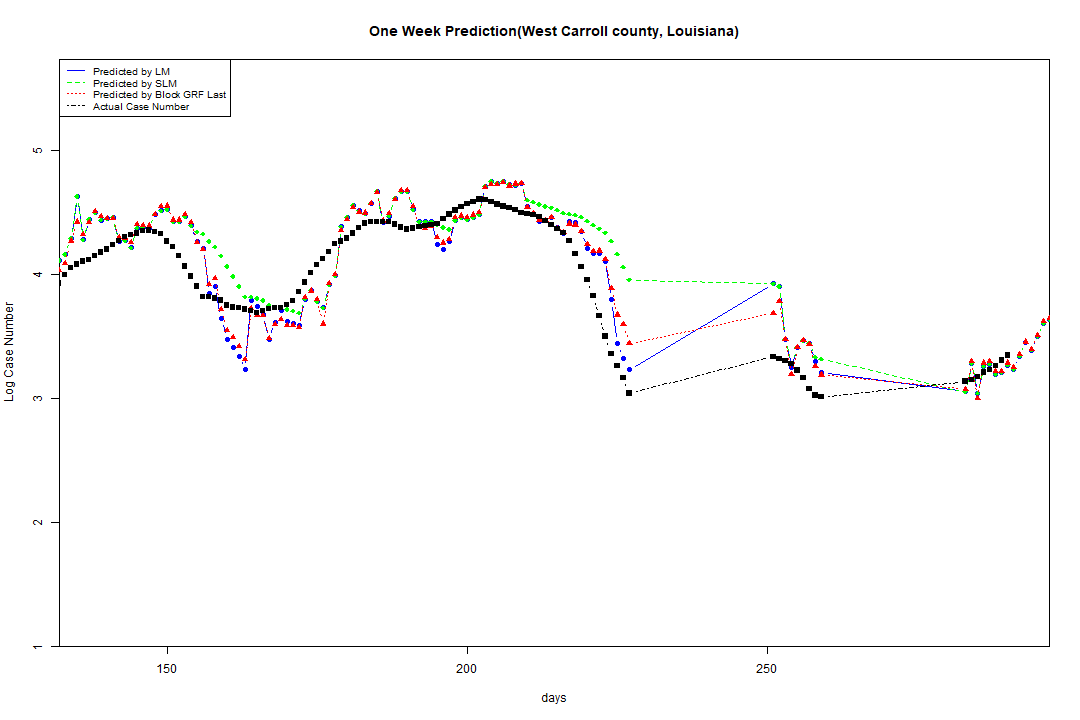 One Week Prediction(West Carroll county, Louisiana)
Predicted by LM
Predicted by SLM
Predicted by Block GRF Last
Actual Case Number
5
4
3
2
1
Log Case Number
150
200
250
days